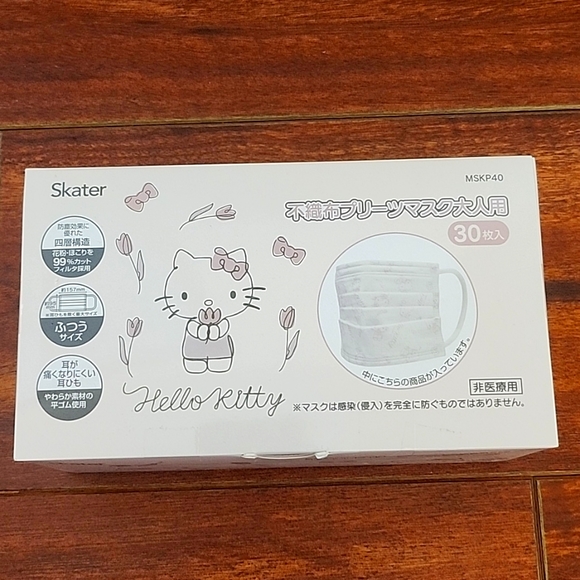 Skater
MSKP40
不織布プリーツマスク大人用
30枚入
防塵効果に
優れた
四層構造
花粉・ほこりを
99%カット
フィルタ採用
約157mm
ふつう
サイズ
耳が
痛くなりにくい
耳ひも
やわらか素材の
平ゴム使用
Hello Kitty
中にこちらの商品が入っています。
非医療用
※マスクは感染(侵入)を完全に防ぐものではありません。